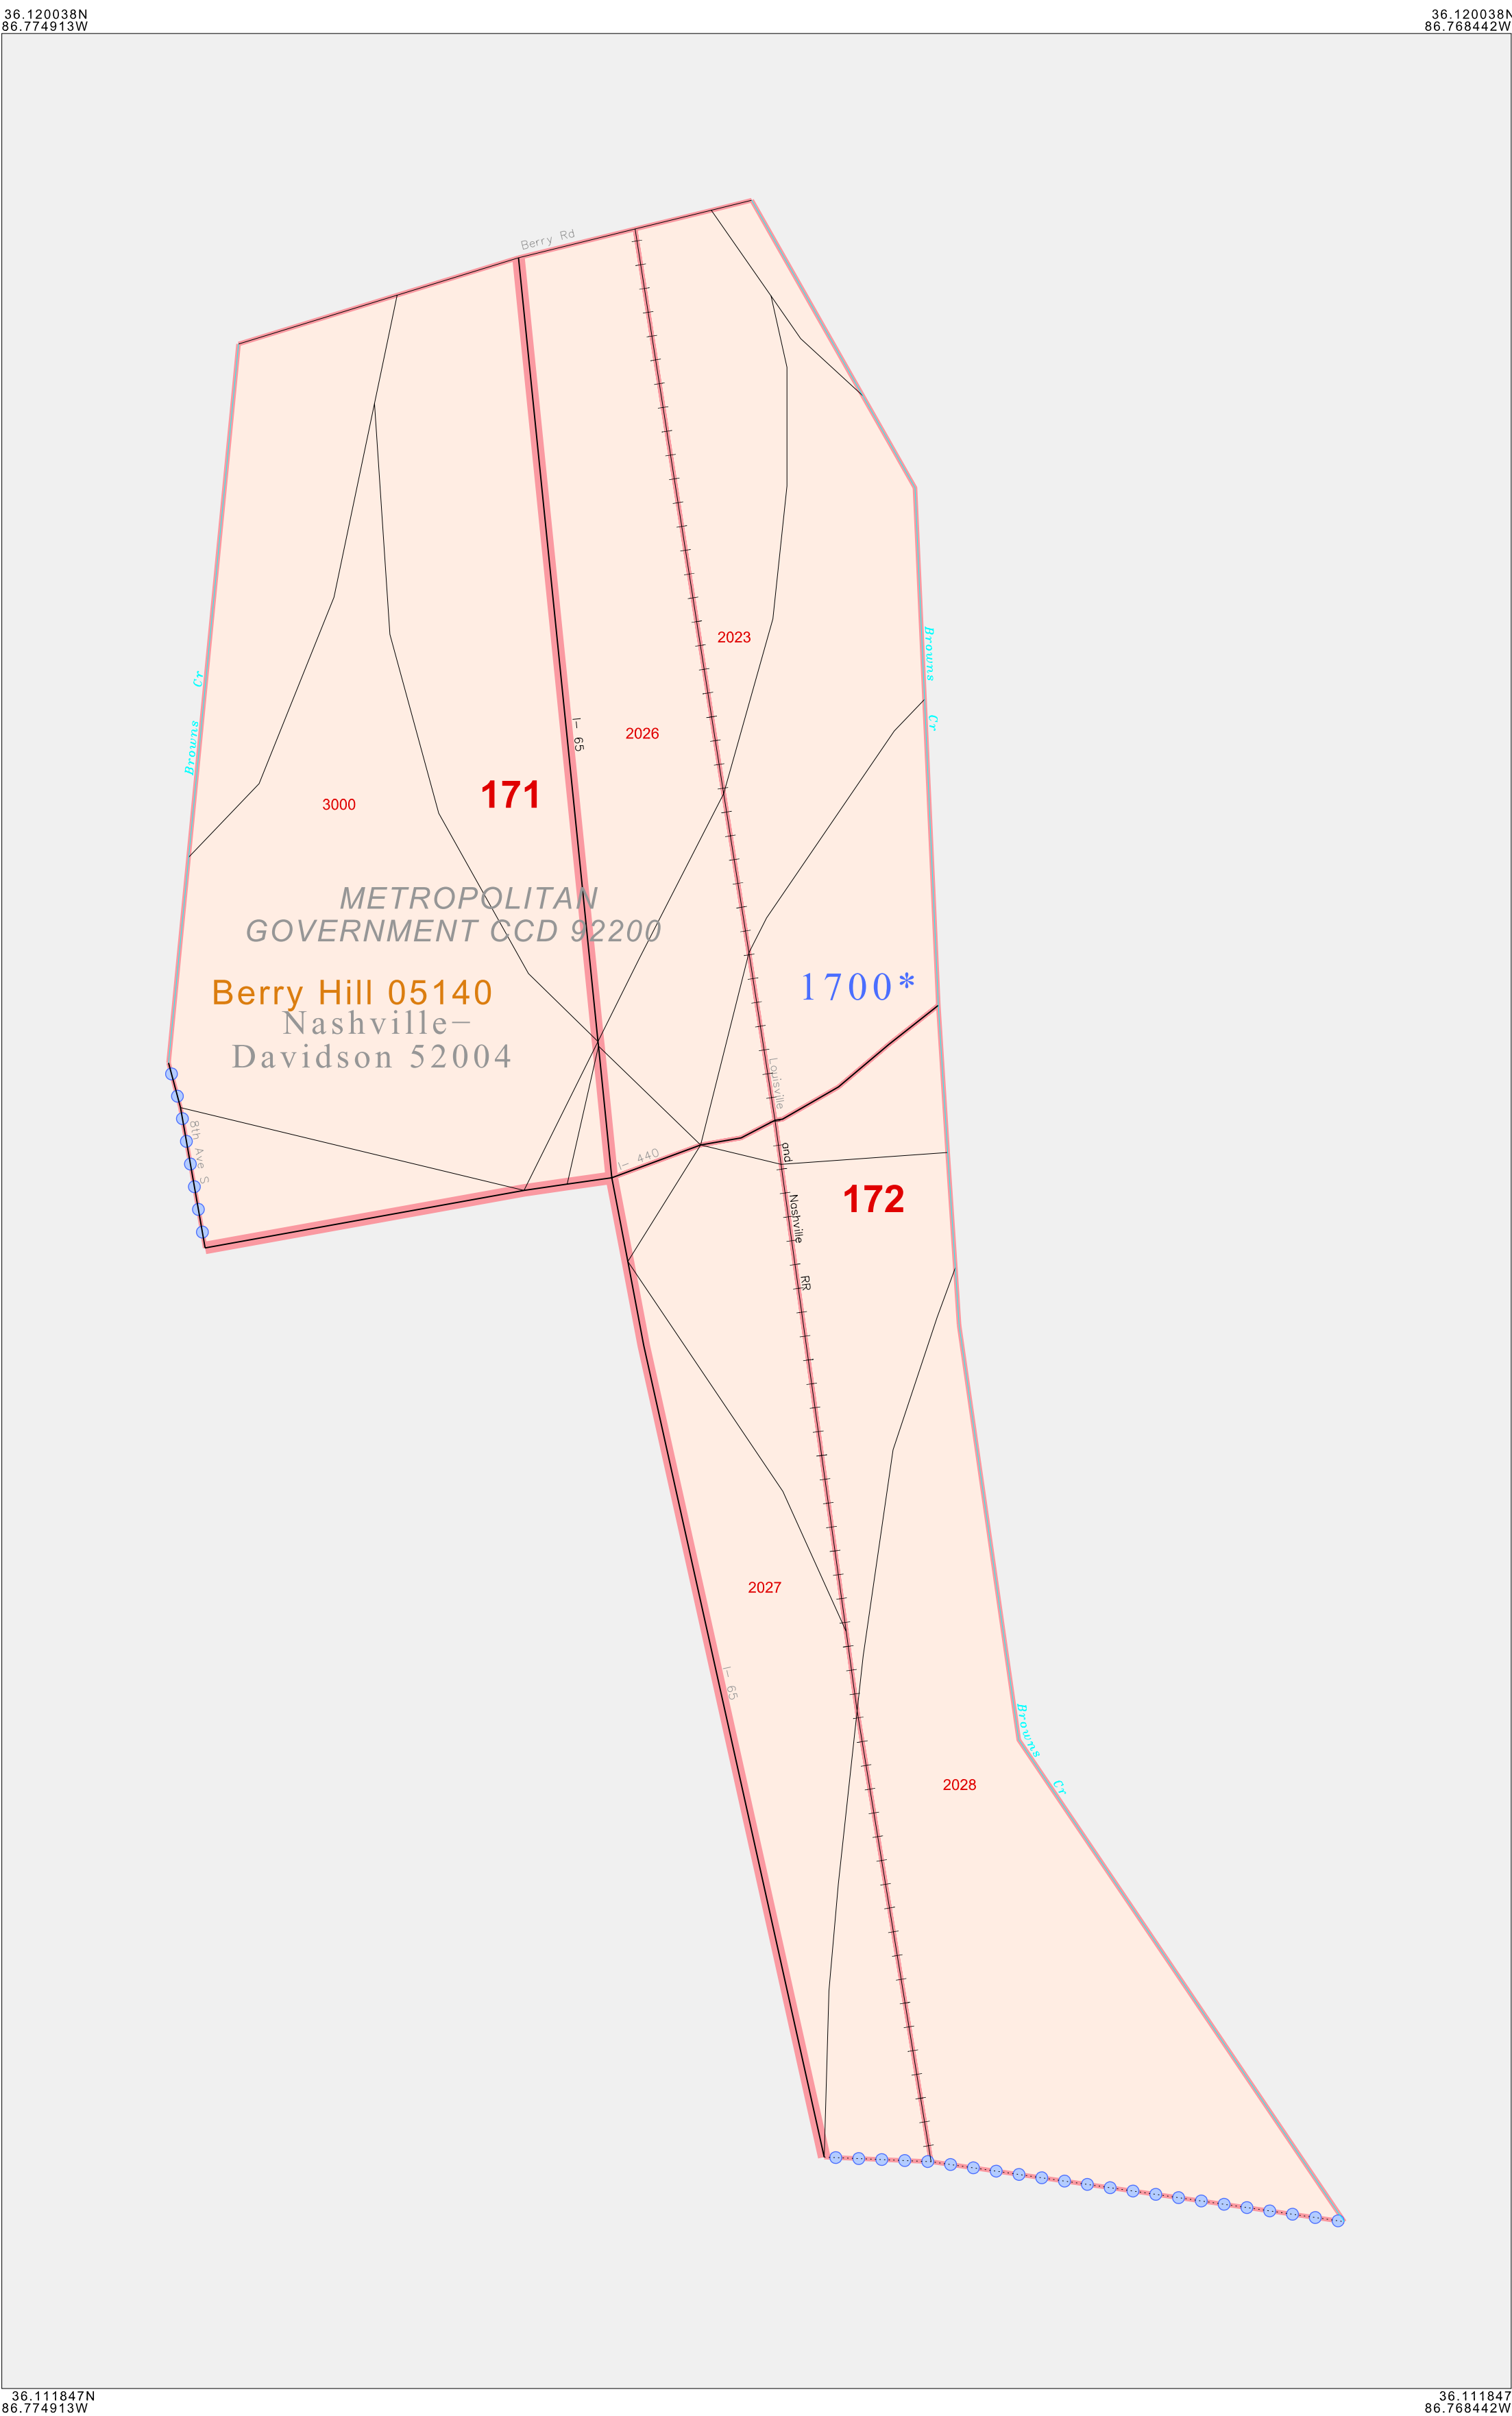 36.120038N
86.774913W
36.120038N
86.768442W
Berry Rd
Browns Cr
Browns Cr
2023
I- 65
2026
171
3000
METROPOLITAN
GOVERNMENT CCD 92200
Berry Hill 05140
1700*
Nashville-
Davidson 52004
Louisville and Nashville RR
8th Ave S
I- 440
172
2027
I- 65
Browns Cr
2028
36.111847N
86.774913W
36.111847
86.768442W